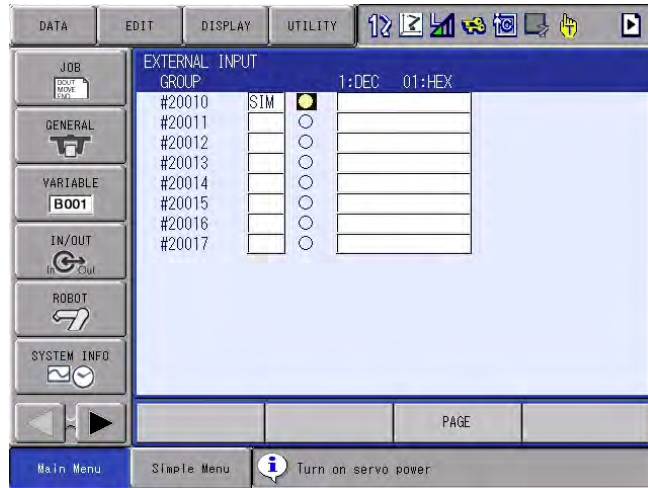 DATA
EDIT
DISPLAY
UTILITY
JOB
DOUT
MOVE
END
GENERAL
VARIABLE
B001
IN/OUT
In Out
ROBOT
SYSTEM INFO
EXTERNAL INPUT
GROUP 1:DEC 01:HEX
#20010 SIM
#20011
#20012
#20013
#20014
#20015
#20016
#20017
PAGE
Main Menu
Simple Menu
Turn on servo power